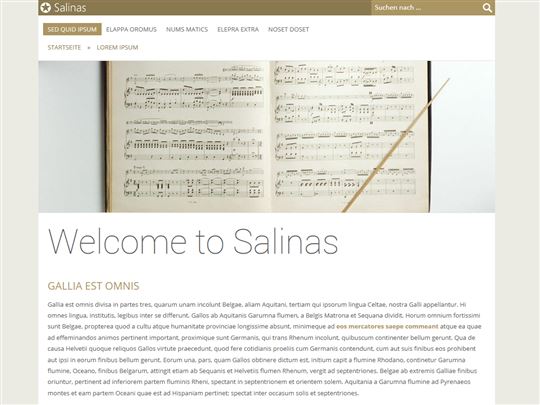 Salinas
Suchen nach ...
SED QUID IPSUM ELAPPA OROMUS NUMS MATICS ELEPRA EXTRA NOSET DOSET
STARTSEITE » LOREM IPSUM
Welcome to Salinas
GALLIA EST OMNIS
Gallia est omnis divisa in partes tres, quarum unam incolunt Belgae, aliam Aquitani, tertiam qui ipsorum lingua Celtae, nostra Galli appellantur. Hi
omnes lingua, institutis, legibus inter se differunt. Gallos ab Aquitanis Garumna flumen, a Belgis Matrona et Sequana dividit. Horum omnium fortissimi
sunt Belgae, propterea quod a cultu atque humanitate provinciae longissime absunt, minimeque ad eos mercatores saepe commeant atque ea quae
ad effeminandos animos pertinent important, proximique sunt Germanis, qui trans Rhenum incolunt, quibuscum continenter bellum gerunt. Qua de
causa Helvetii quoque reliquos Gallos virtute praecedunt, quod fere cotidianis proeliis cum Germanis contendunt, cum aut suis finibus eos prohibent
aut ipsi in eorum finibus bellum gerunt. Eorum una, pars, quam Gallos obtinere dictum est, initium capit a flumine Rhodano, continetur Garumna
flumine, Oceano, finibus Belgarum, attingit etiam ab Sequanis et Helvetiis flumen Rhenum, vergit ad septentriones. Belgae ab extremis Galliae finibus
oriuntur, pertinent ad inferiorem partem fluminis Rheni, spectant in septentrionem et orientem solem. Aquitania a Garumna flumine ad Pyrenaeos
montes et eam partem Oceani quae est ad Hispaniam pertinet; spectat inter occasum solis et septentriones.